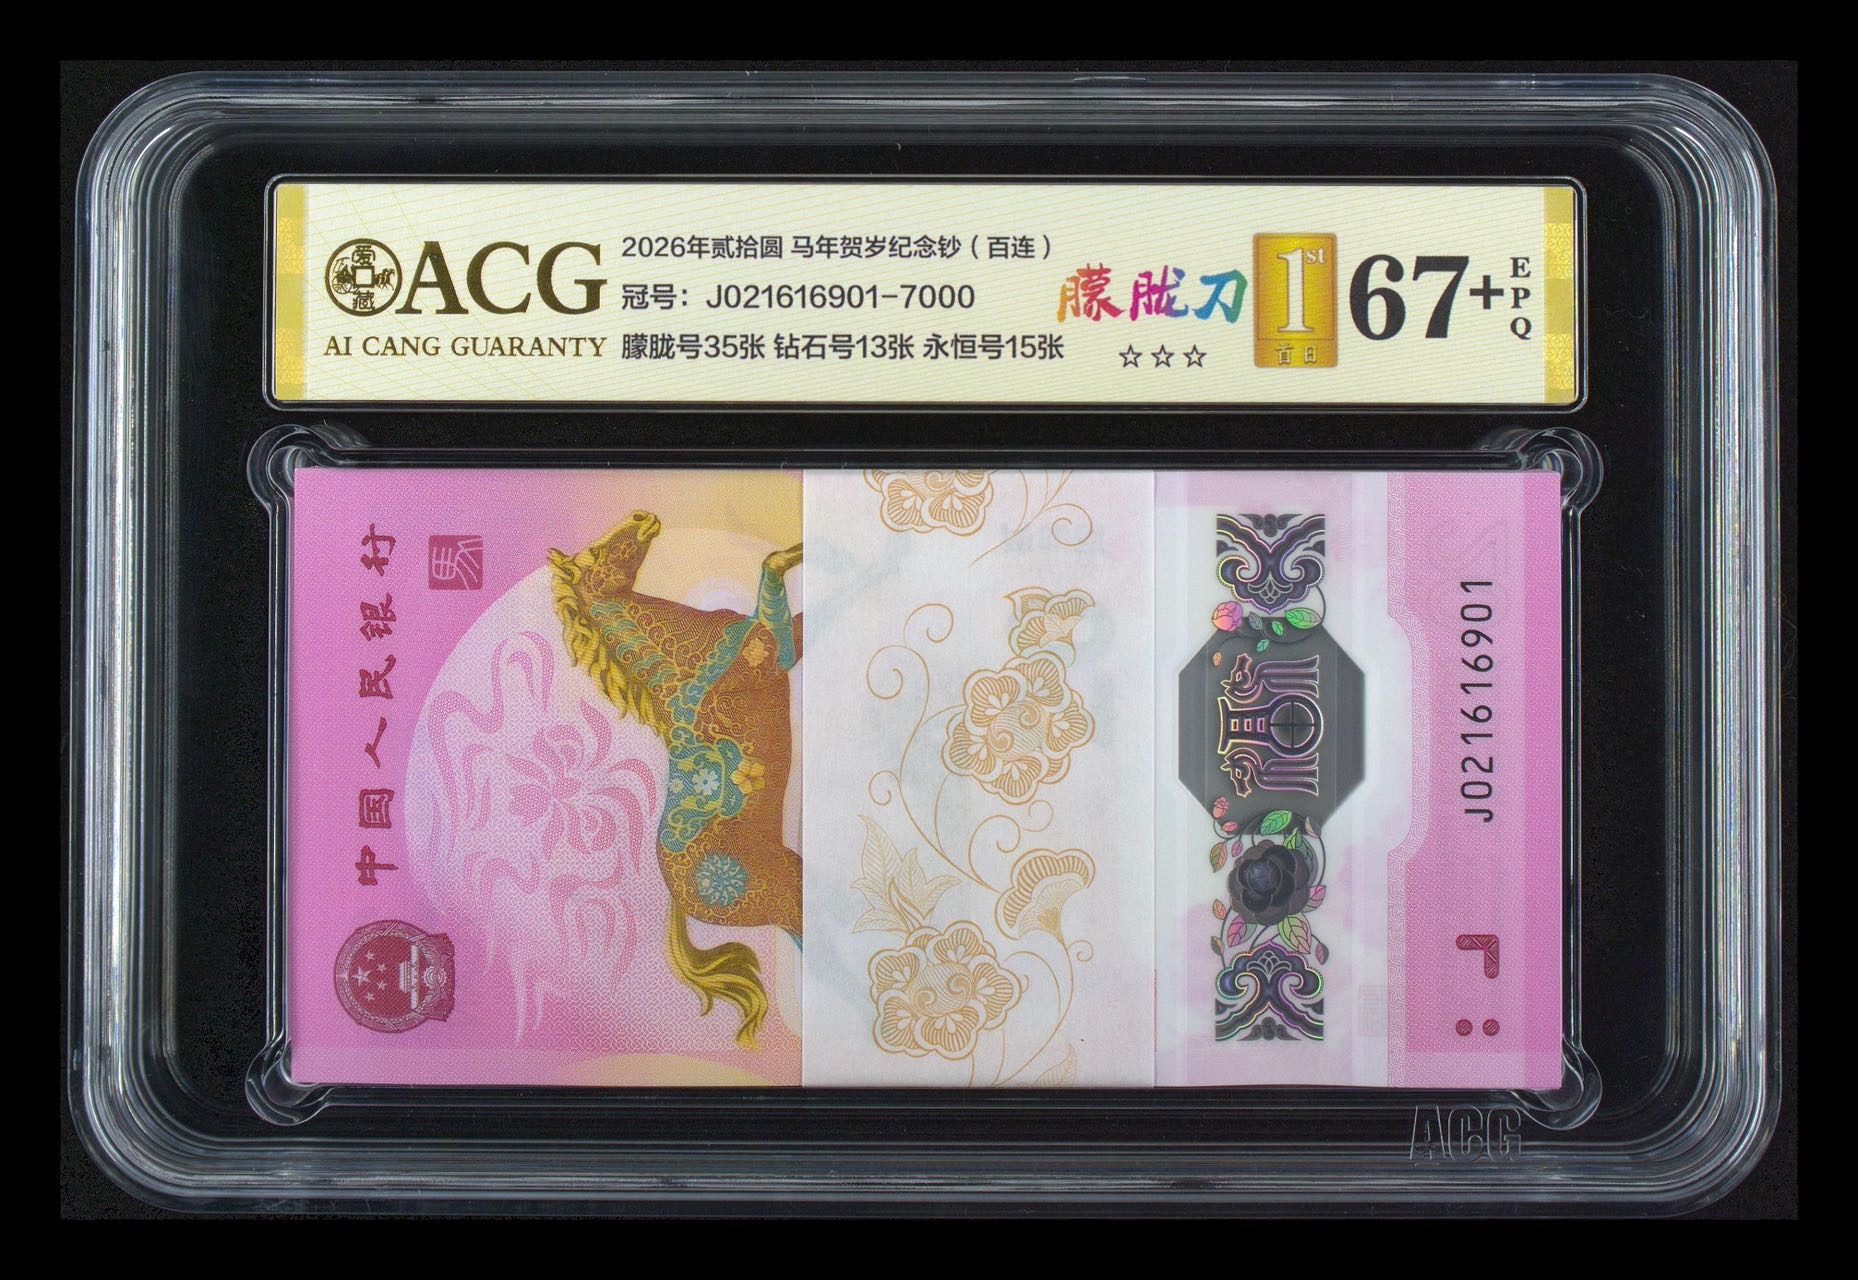 爱藏
ACG
AI CANG GUARANTY
2026年贰拾圆 马年贺岁纪念钞（百连）
冠号：J021616901-7000
朦胧号35张 钻石号13张 永恒号15张
朦胧刀
☆☆☆
1st
首日
67+
EPQ
中国人民银行
J021616901
ACG